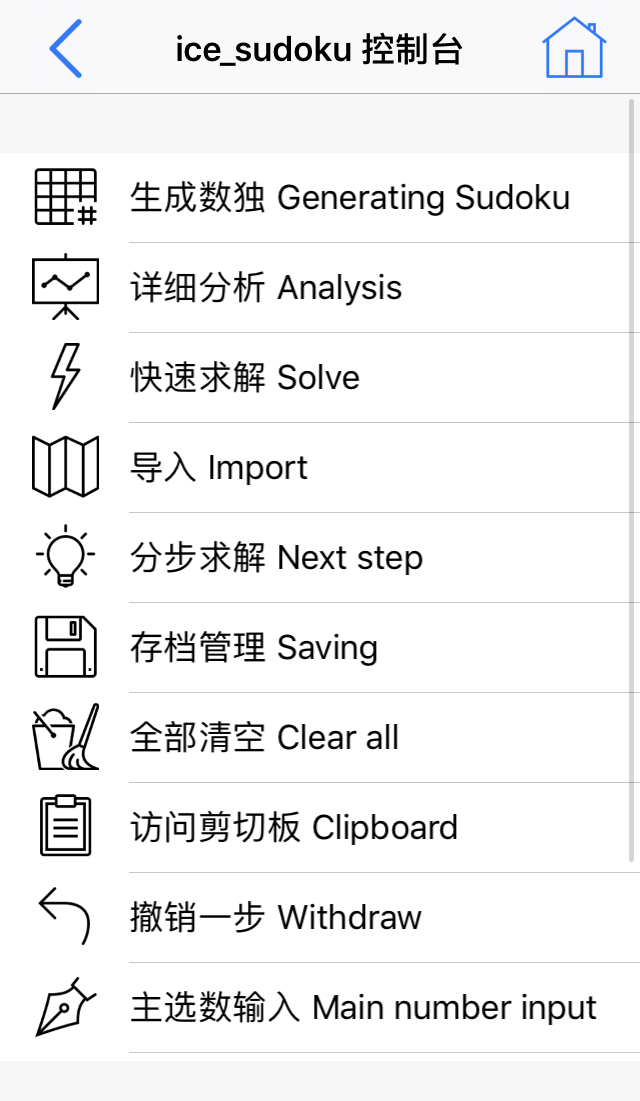 ice_sudoku 控制台
生成数独 Generating Sudoku
详细分析 Analysis
快速求解 Solve
导入 Import
分步求解 Next step
存档管理 Saving
全部清空 Clear all
访问剪切板 Clipboard
撤销一步 Withdraw
主选数输入 Main number input